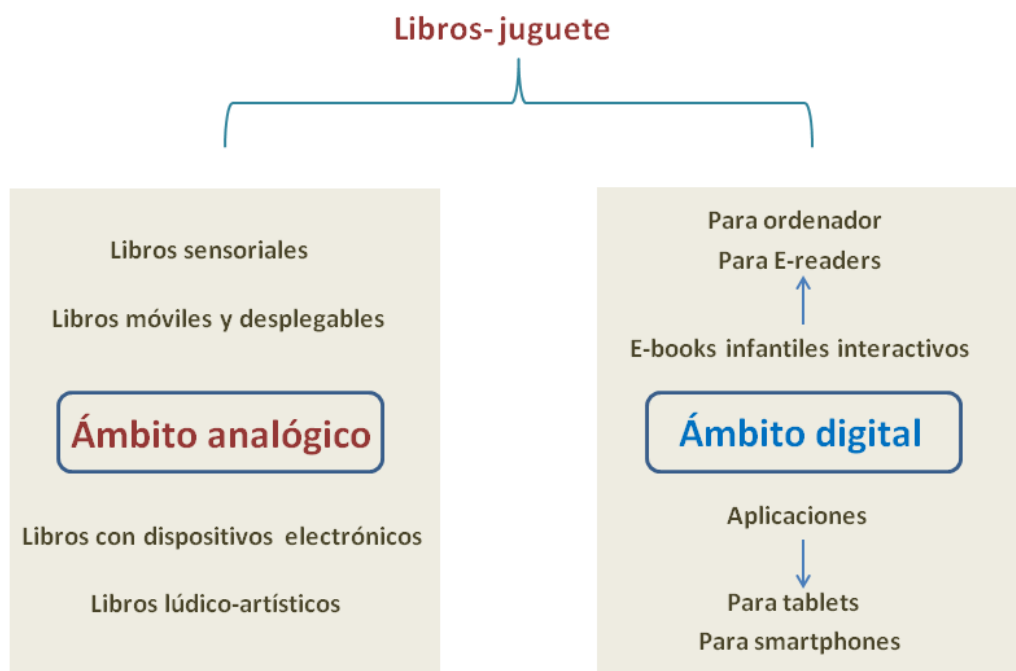 Libros- juguete
Libros sensoriales
Libros móviles y desplegables
Ámbito analógico
Libros con dispositivos electrónicos
Libros lúdico-artísticos
Para ordenador
Para E-readers
E-books infantiles interactivos
Ámbito digital
Aplicaciones
Para tablets
Para smartphones